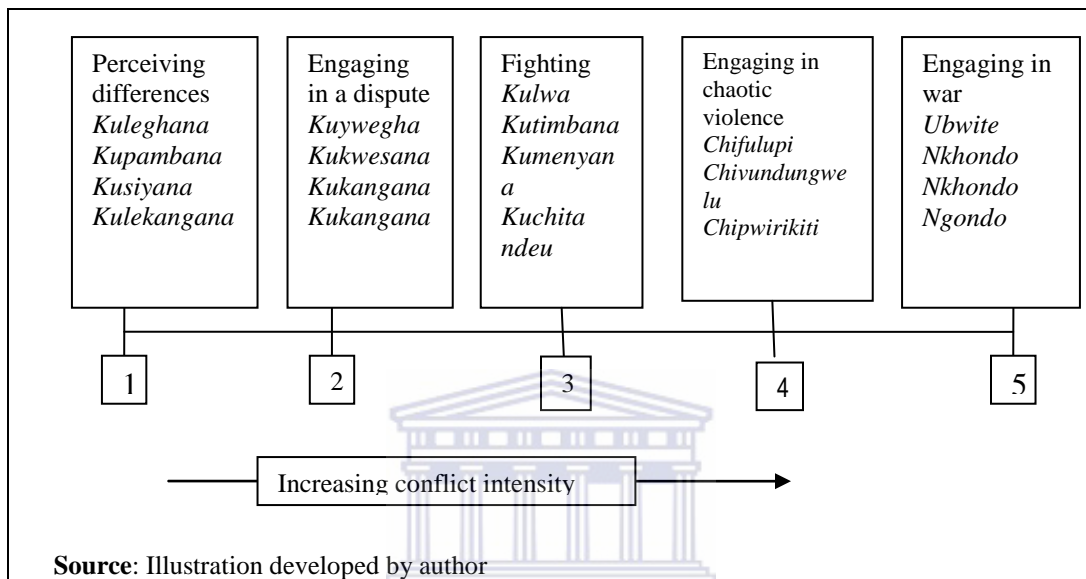 Perceiving
differences
Kuleghana
Kupambana
Kusiyana
Kulekangana
Engaging
in a dispute
Kuywegha
Kukwesana
Kukangana
Kukangana
Fighting
Kulwa
Kutimbana
Kumenyan
a
Kuchita
ndeu
Engaging in
chaotic
violence
Chifulupi
Chivundungwe
lu
Chipwirikiti
Engaging in
war
Ubwite
Nkhondo
Nkhondo
Ngondo
1
2
3
4
5
Increasing conflict intensity
Source: Illustration developed by author